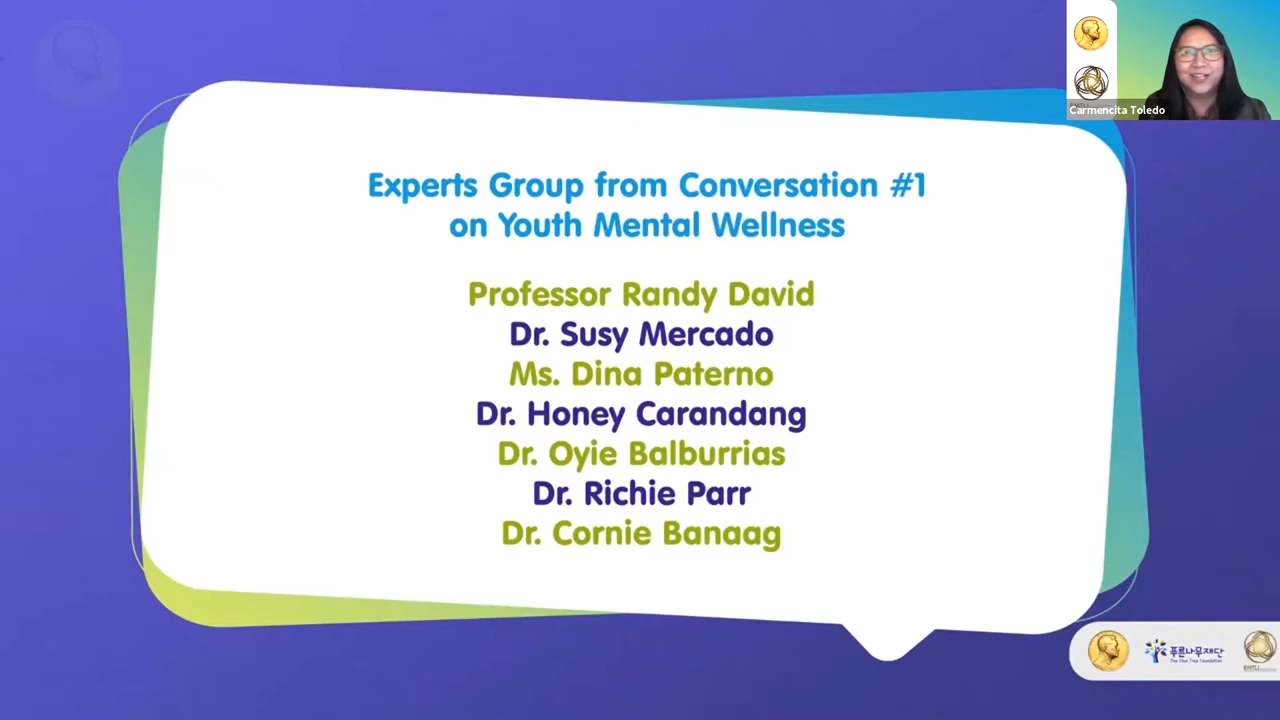 Carmencita Toledo
Experts Group from Conversation #1
on Youth Mental Wellness
Professor Randy David
Dr. Susy Mercado
Ms. Dina Paterno
Dr. Honey Carandang
Dr. Oyie Balburrias
Dr. Richie Parr
Dr. Cornie Banaag
푸른나무재단
The Blue Tree Foundation